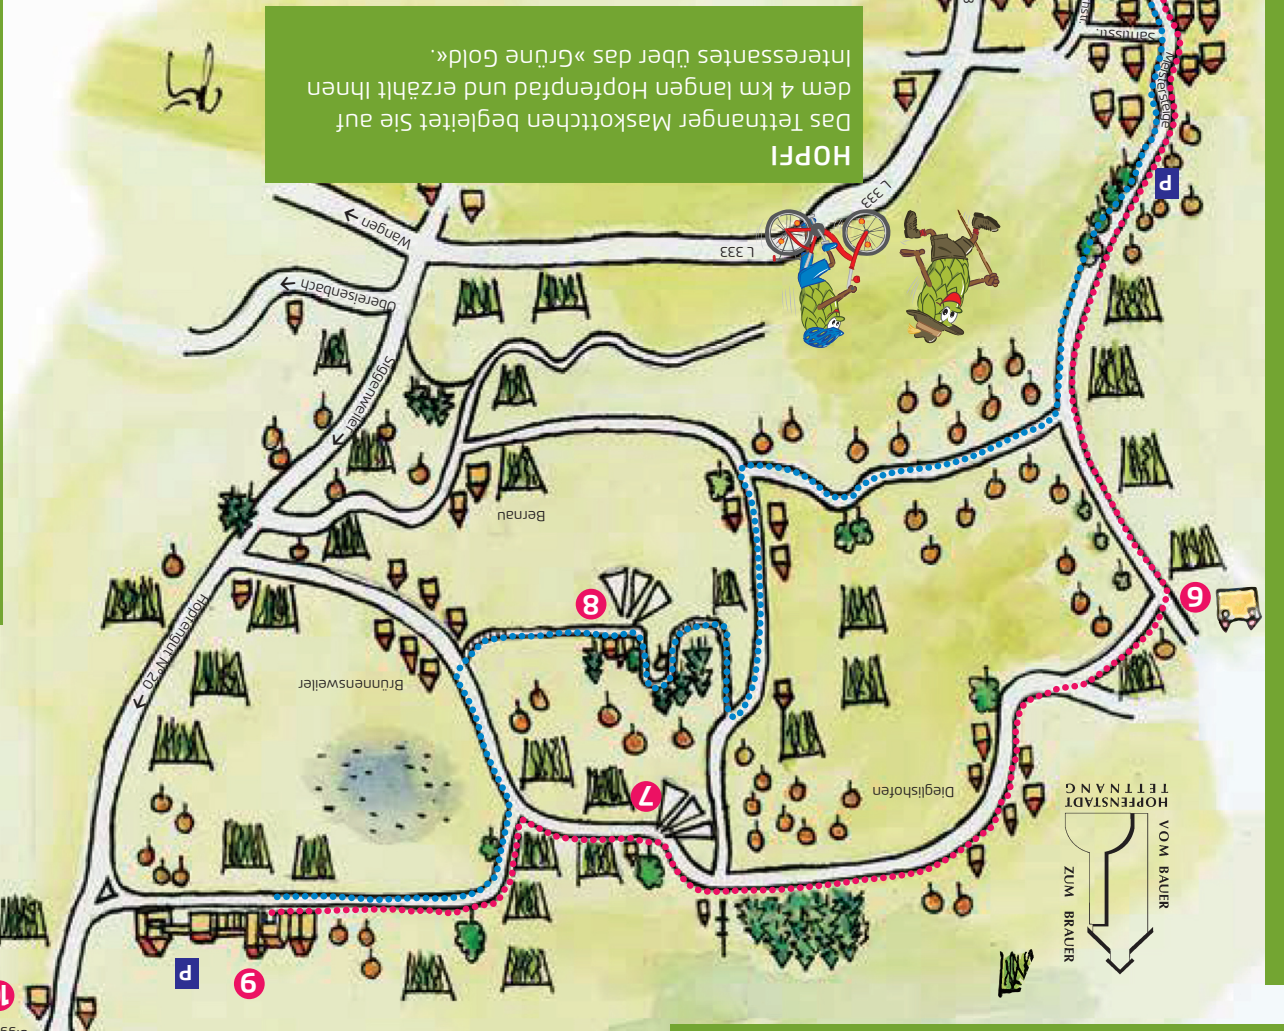 9
P
VOM BAUER
ZUM BRAUER
HOPFENSTADT
TETTNANG
Dieglishofen
7
Brünnensweiler
Hopfengut N°20
8
6
Bernau
Siggenweiler
Obereisenbach
L 333
Wangen
L 333
P
HOPFI
Das Tettnanger Maskottchen begleitet Sie auf
dem 4 km langen Hopfenpfad und erzählt Ihnen
Interessantes über das »Grüne Gold«.
Meistersteige
Säntisstr.